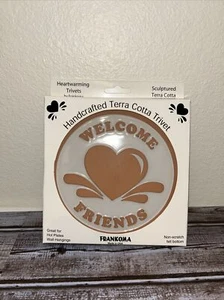 Heartwarming
Trivets
Sculptured
Terra Cotta
Handcrafted Terra Cotta Trivet
WELCOME
FRIENDS
FRANKOMA
Great for
Hot Plates
Wall Hangings
Non-scratch
felt bottom